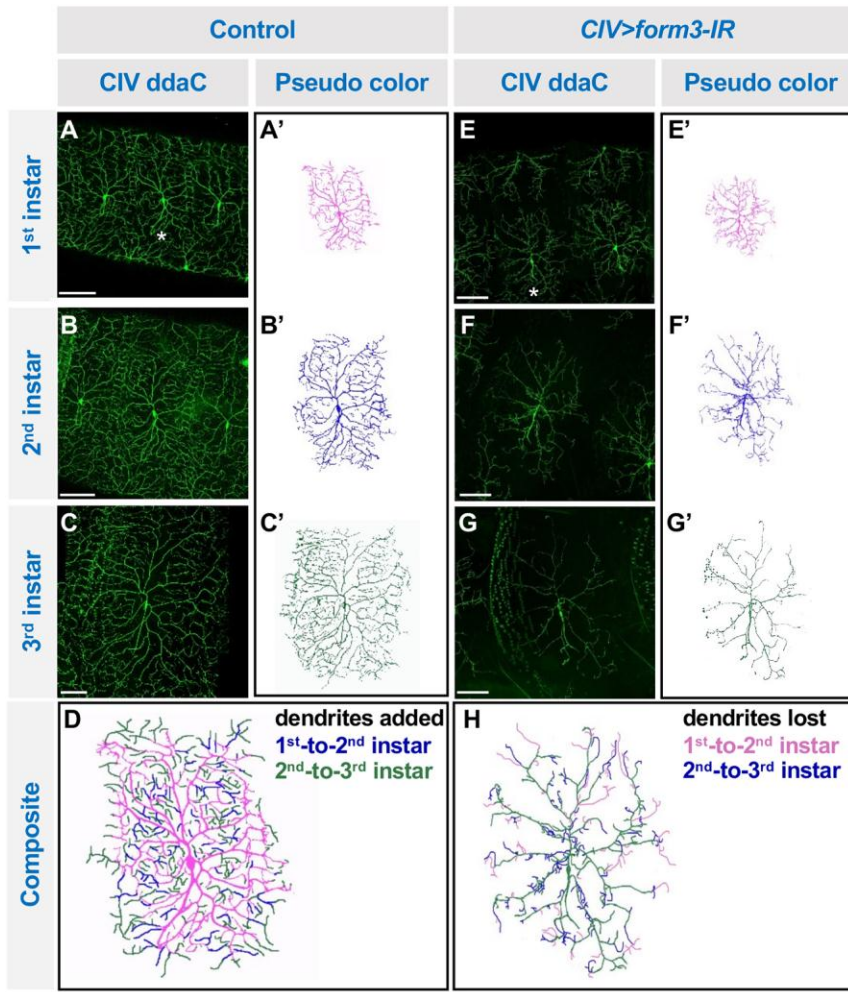 Control
CIV>form3-IR
CIV ddaC
Pseudo color
CIV ddaC
Pseudo color
1st instar
A
*
A’
E
*
E’
2nd instar
B
B’
F
F’
3rd instar
C
C’
G
G’
Composite
D
dendrites added
1st-to-2nd instar
2nd-to-3rd instar
H
dendrites lost
1st-to-2nd instar
2nd-to-3rd instar